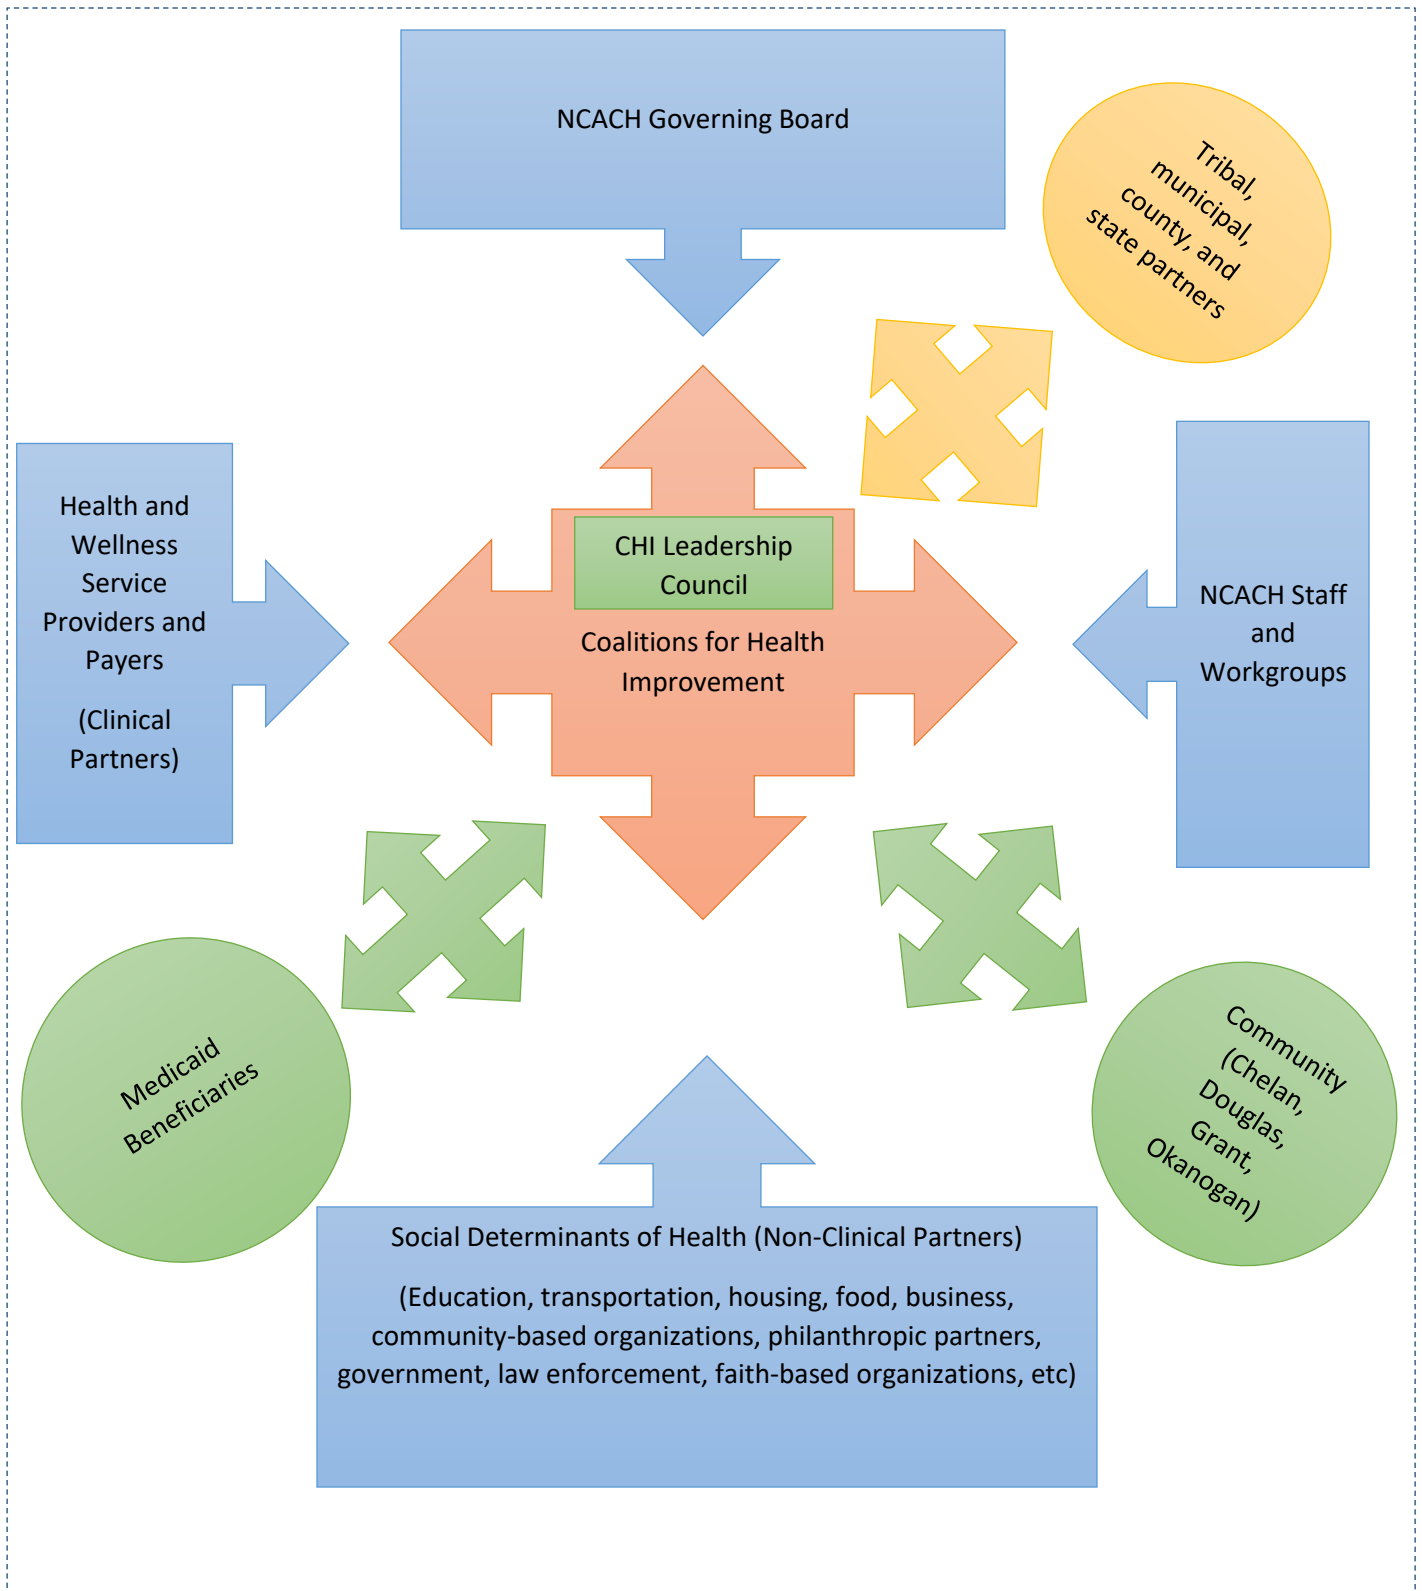 NCACH Governing Board
Tribal,
municipal,
county, and
state partners
Health and
Wellness
Service
Providers and
Payers
(Clinical
Partners)
CHI Leadership
Council
Coalitions for Health
Improvement
NCACH Staff
and
Workgroups
Medicaid
Beneficiaries
Community
(Chelan,
Douglas,
Grant,
Okanogan)
Social Determinants of Health (Non-Clinical Partners)
(Education, transportation, housing, food, business,
community-based organizations, philanthropic partners,
government, law enforcement, faith-based organizations, etc)